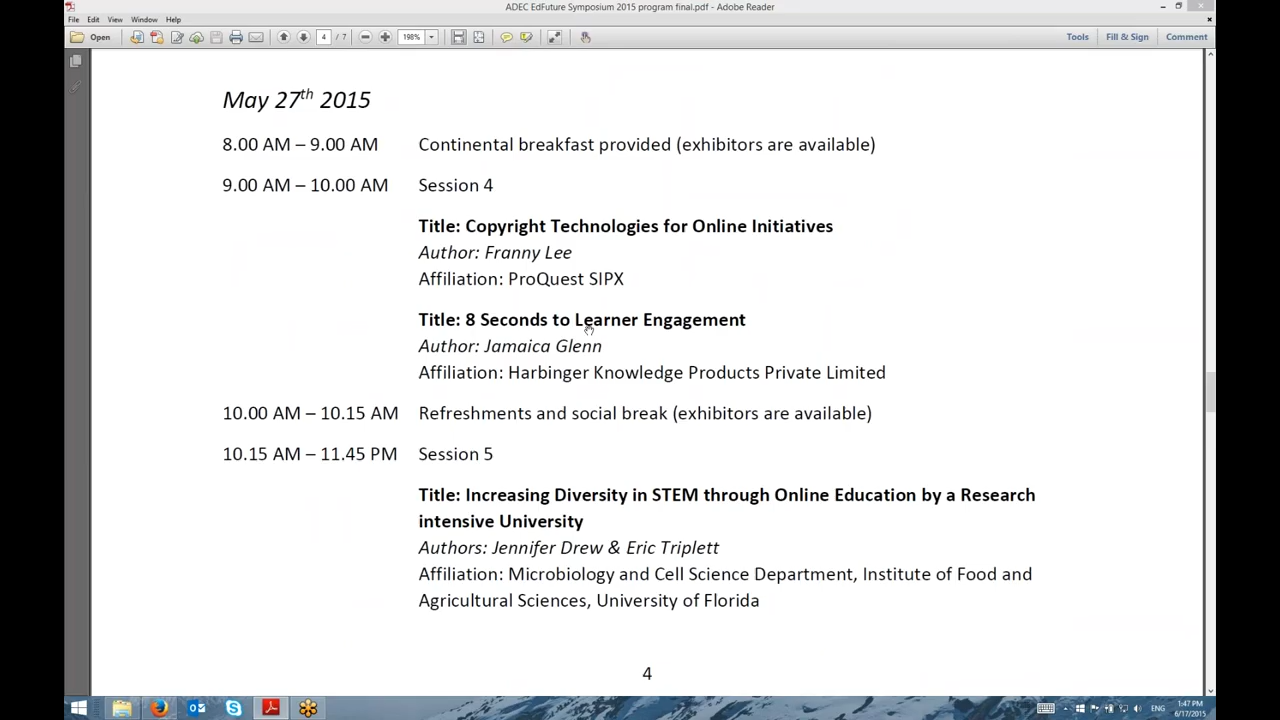 ADEC EdFuture Symposium 2015 program final.pdf - Adobe Reader
File Edit View Window Help
Open 4 / 7 198% Tools Fill & Sign Comment
May 27th 2015
8.00 AM – 9.00 AM Continental breakfast provided (exhibitors are available)
9.00 AM – 10.00 AM Session 4
Title: Copyright Technologies for Online Initiatives
Author: Franny Lee
Affiliation: ProQuest SIPX
Title: 8 Seconds to Learner Engagement
Author: Jamaica Glenn
Affiliation: Harbinger Knowledge Products Private Limited
10.00 AM – 10.15 AM Refreshments and social break (exhibitors are available)
10.15 AM – 11.45 PM Session 5
Title: Increasing Diversity in STEM through Online Education by a Research
intensive University
Authors: Jennifer Drew & Eric Triplett
Affiliation: Microbiology and Cell Science Department, Institute of Food and
Agricultural Sciences, University of Florida
4
ENG 1:47 PM
6/17/2015